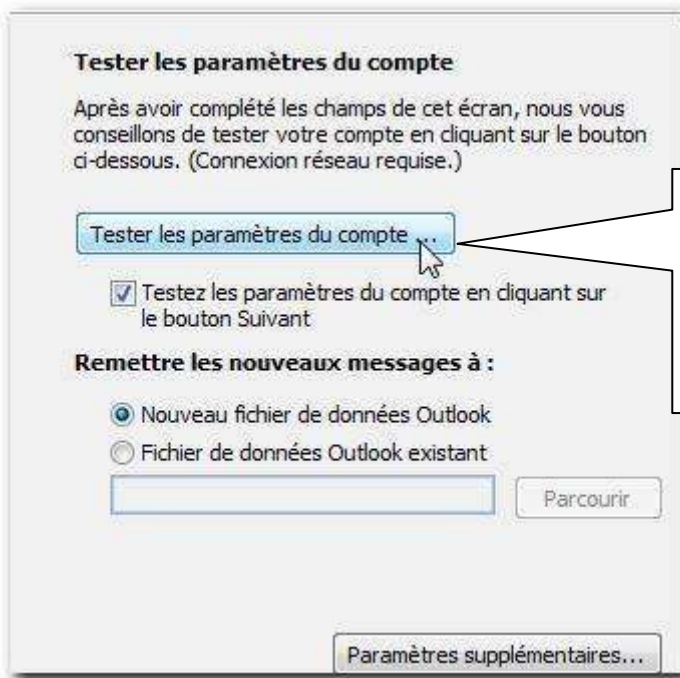 Tester les paramètres du compte
Après avoir complété les champs de cet écran, nous vous
conseillons de tester votre compte en cliquant sur le bouton
ci-dessous. (Connexion réseau requise.)
Tester les paramètres du compte ...
Testez les paramètres du compte en cliquant sur
le bouton Suivant
Remettre les nouveaux messages à :
Nouveau fichier de données Outlook
Fichier de données Outlook existant
Parcourir
Paramètres supplémentaires...